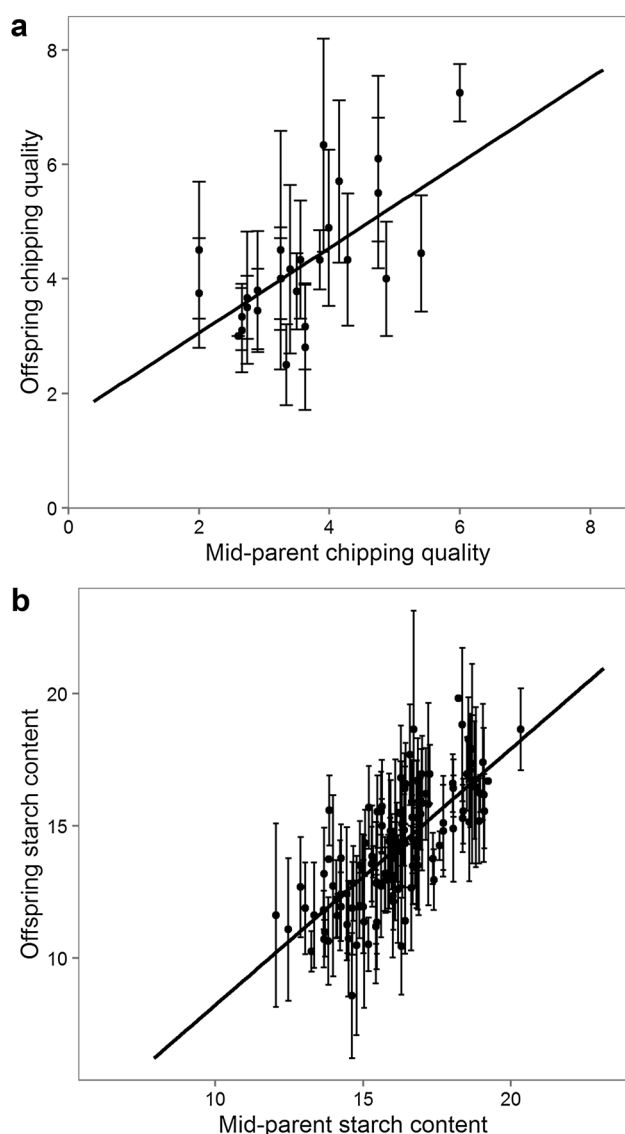 a
8
6
4
2
0
Offspring chipping quality
0 2 4 6 8
Mid-parent chipping quality
b
20
15
10
Offspring starch content
10 15 20
Mid-parent starch content